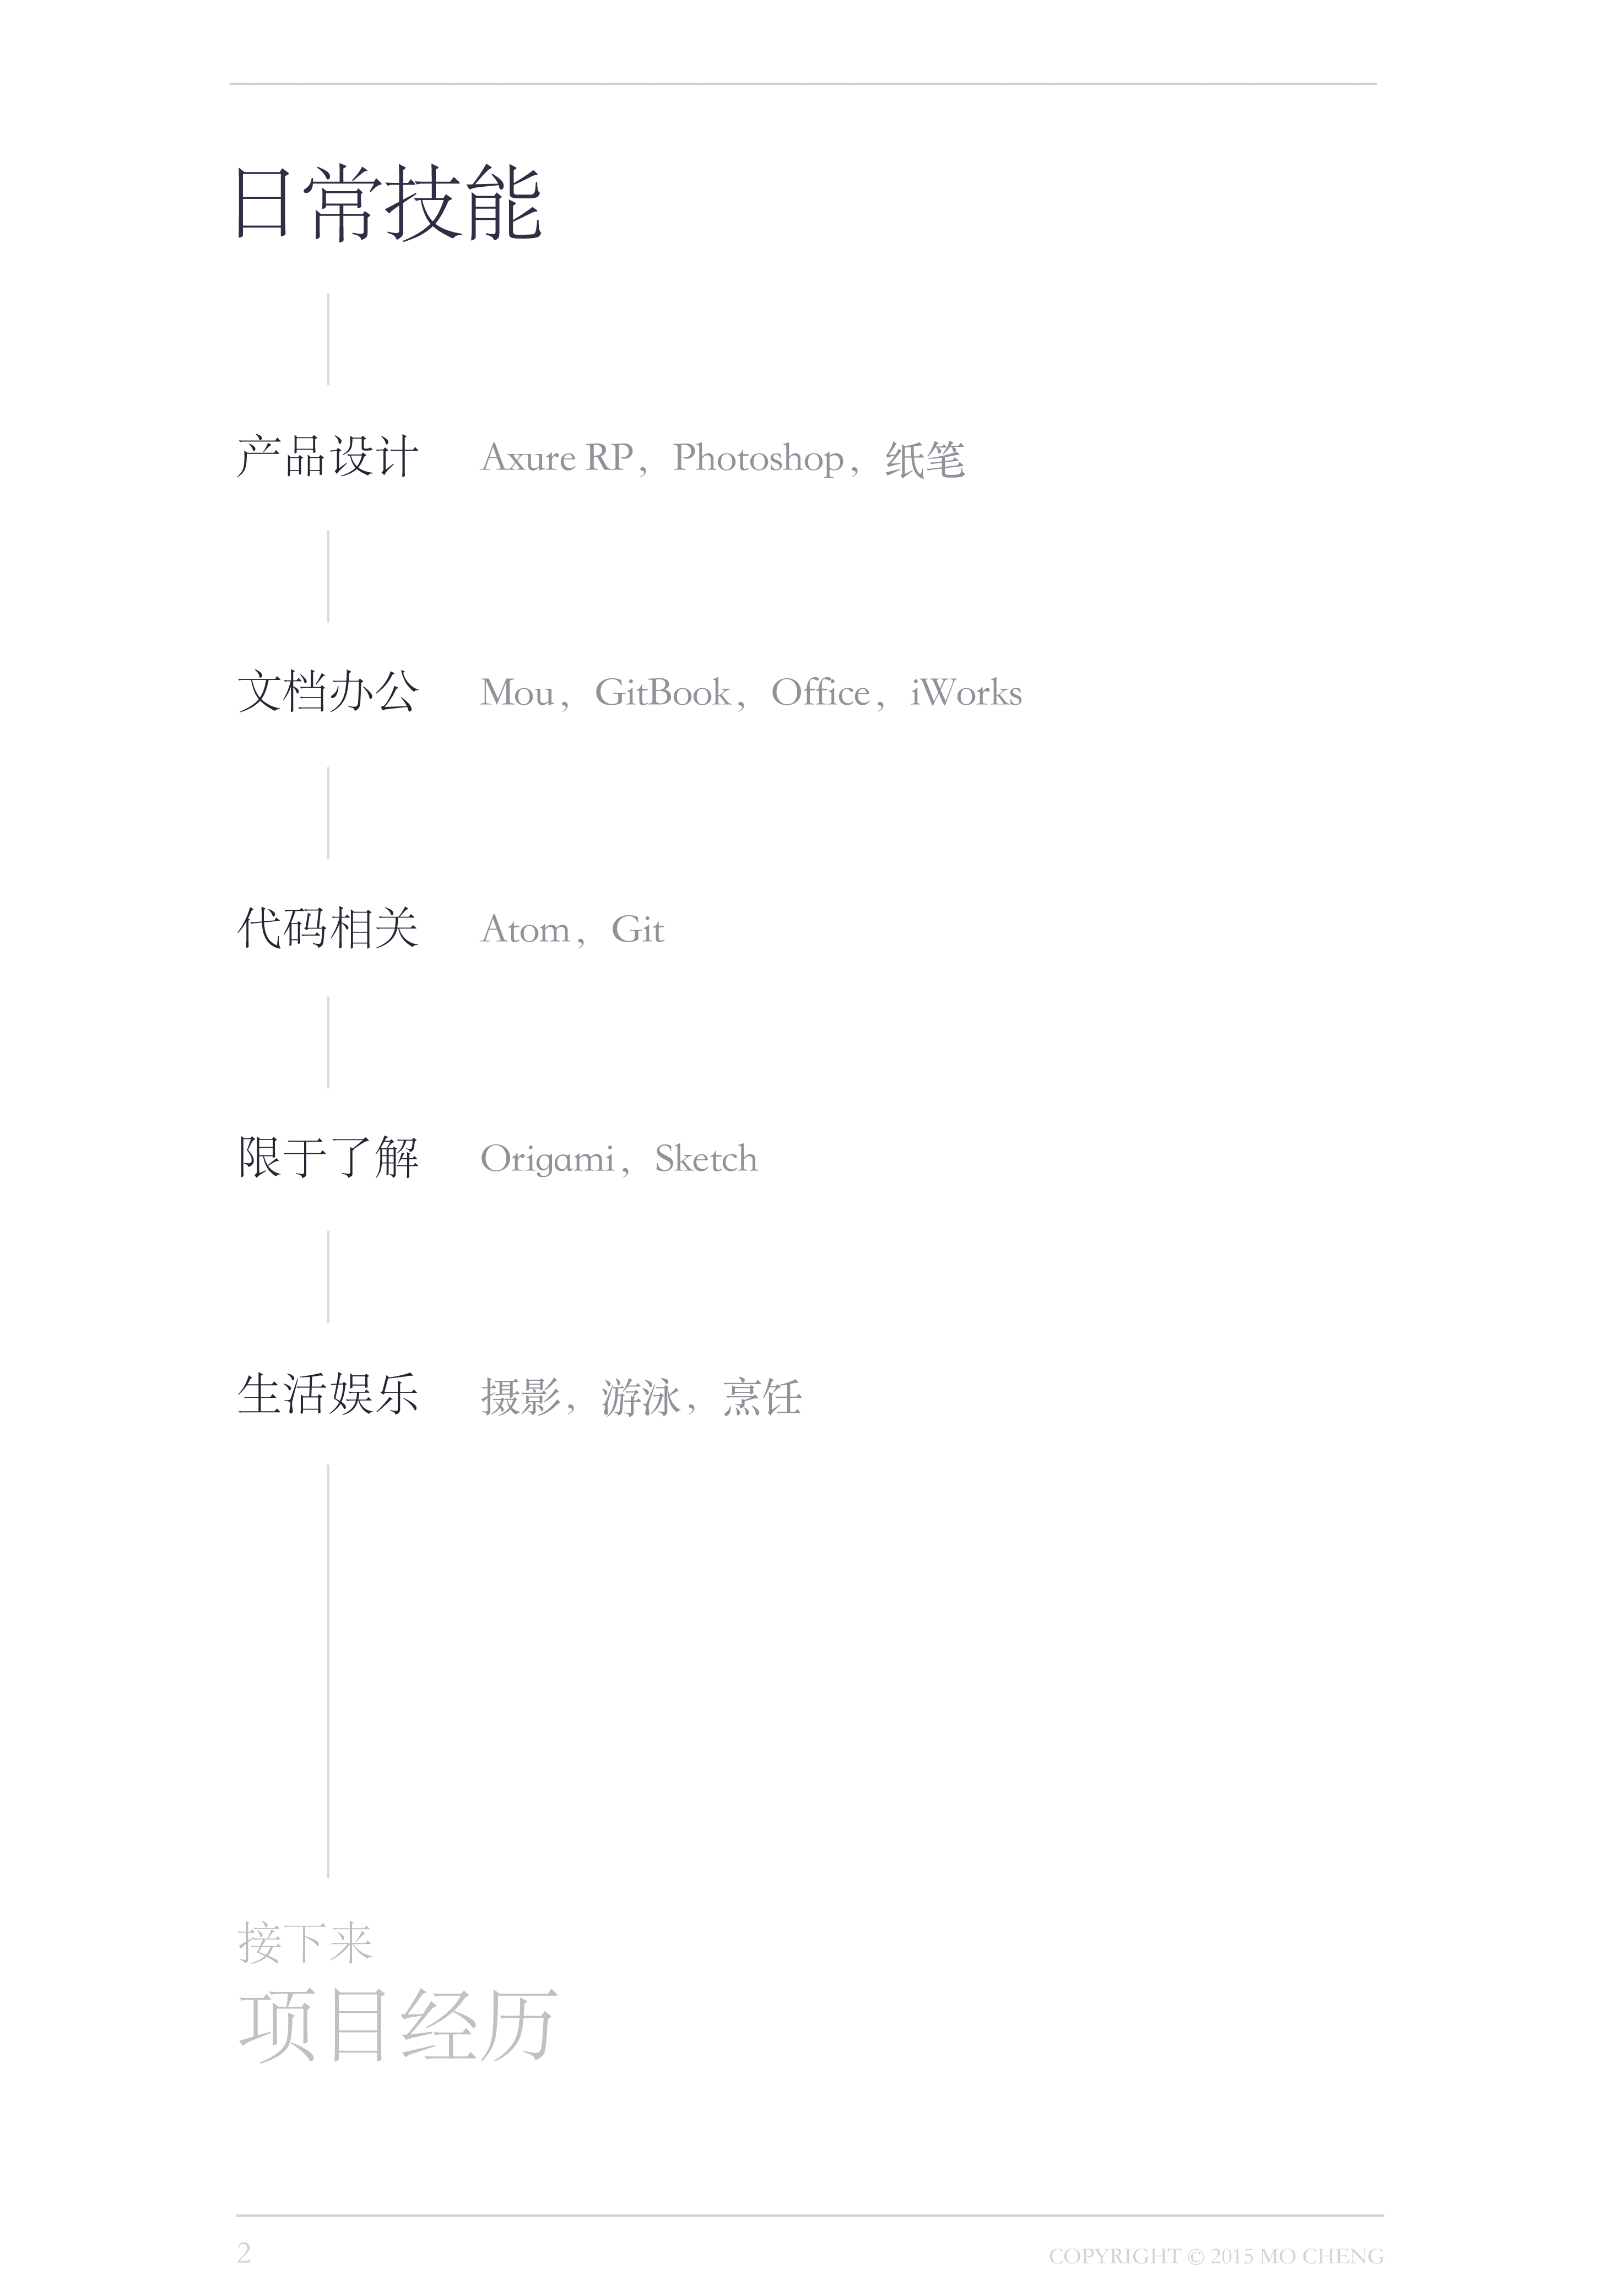 日常技能
产品设计 Axure RP，Photoshop，纸笔
文档办公 Mou，GitBook，Office，iWorks
代码相关 Atom，Git
限于了解 Origami，Sketch
生活娱乐 摄影，游泳，烹饪
接下来
项目经历
2 COPYRIGHT © 2015 MO CHENG